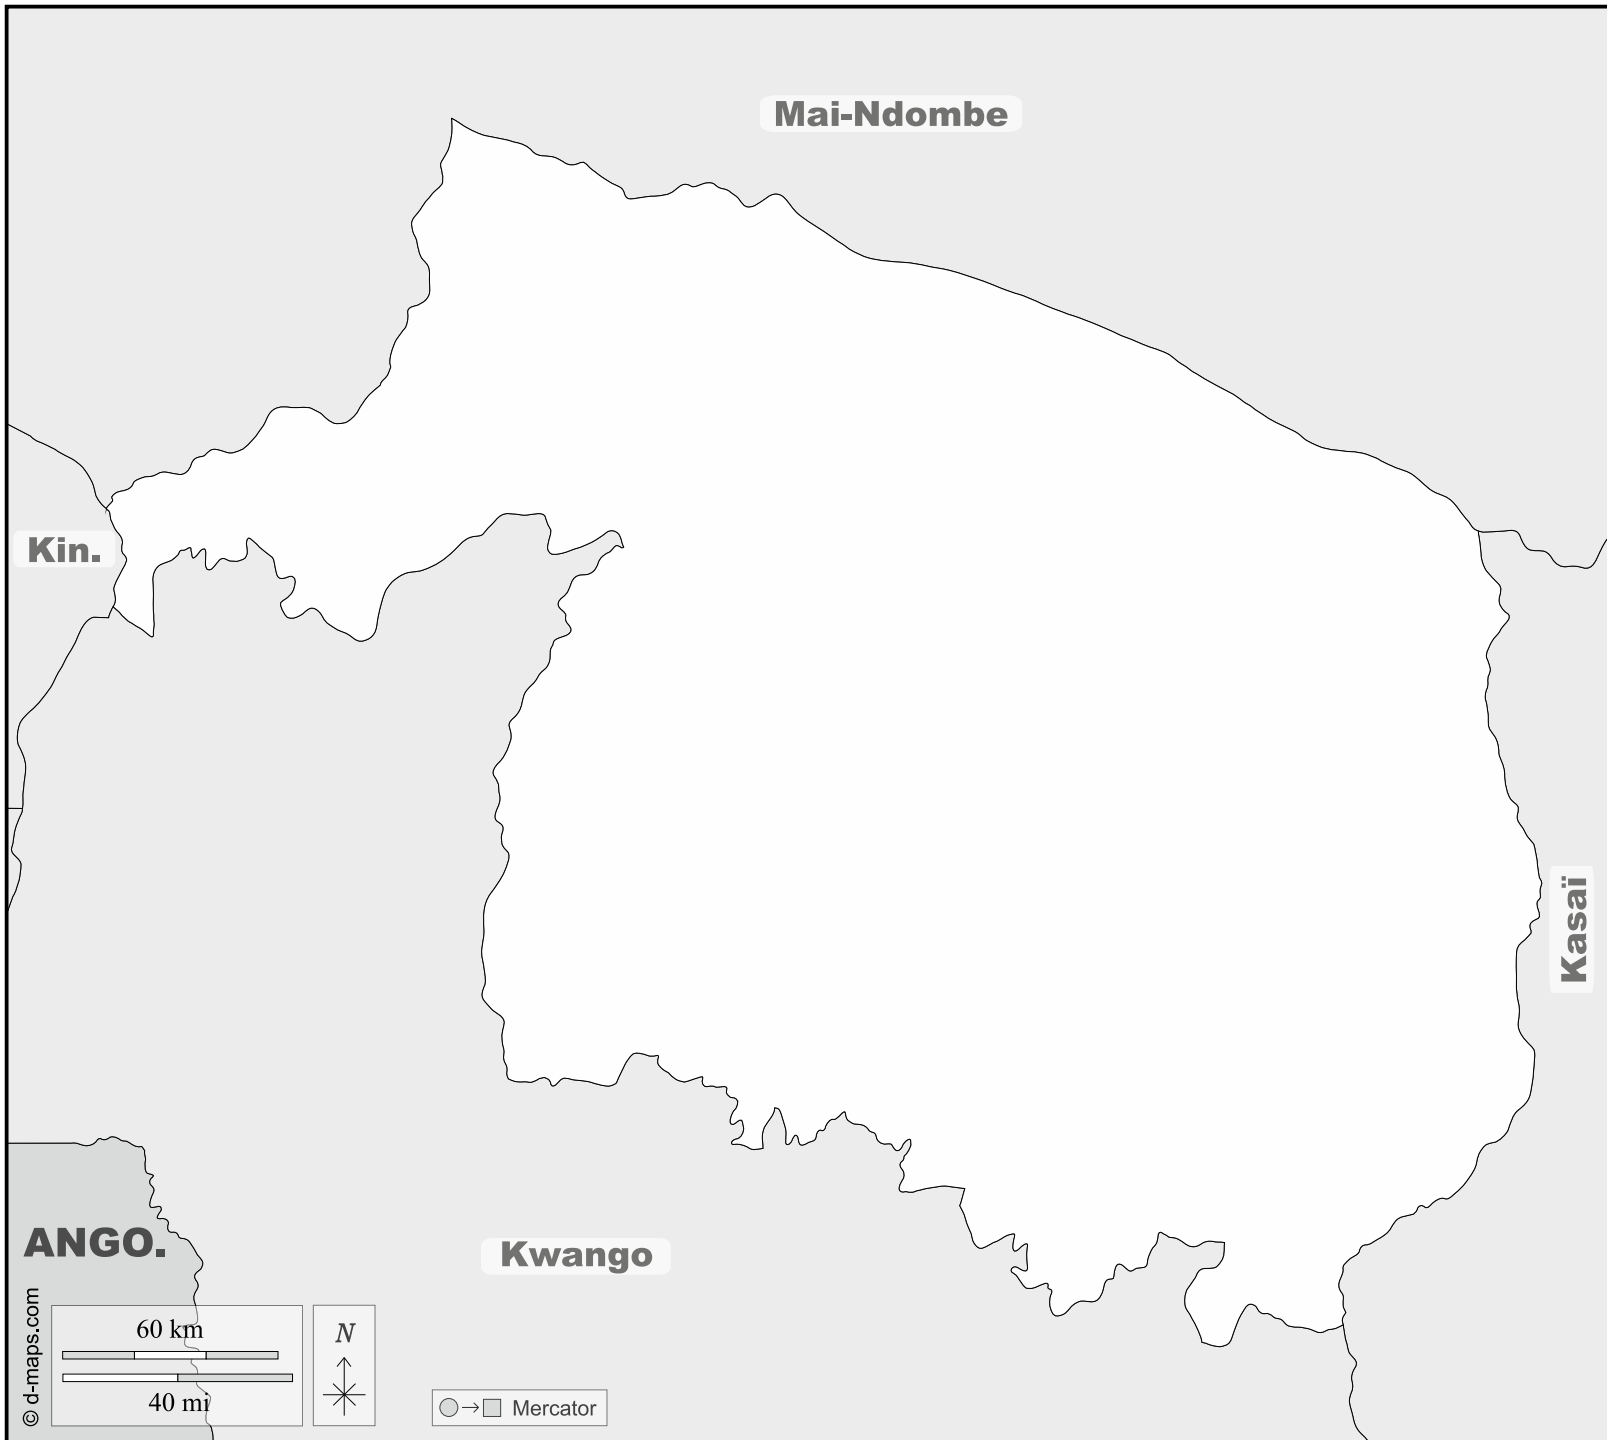 Mai-Ndombe
Kin.
Kasaï
ANGO.
Kwango
© d-maps.com
60 km
40 mi
N
Mercator